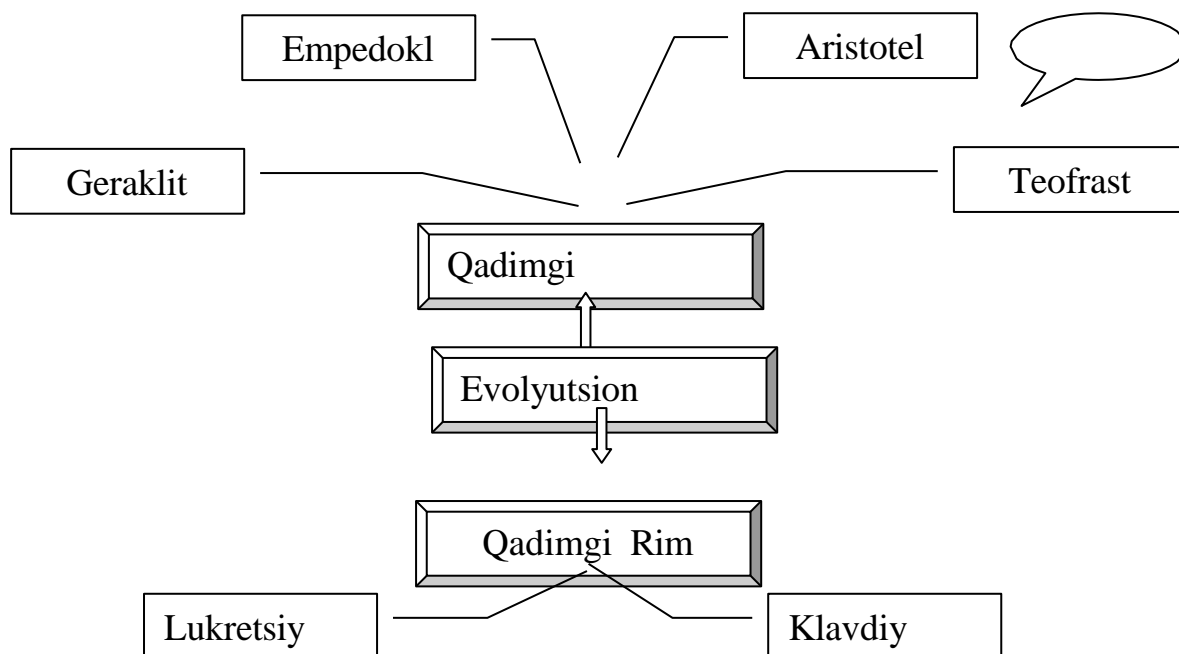 Empedokl
Aristotel
Geraklit
Teofrast
Qadimgi
Evolyutsion
Qadimgi Rim
Lukretsiy
Klavdiy